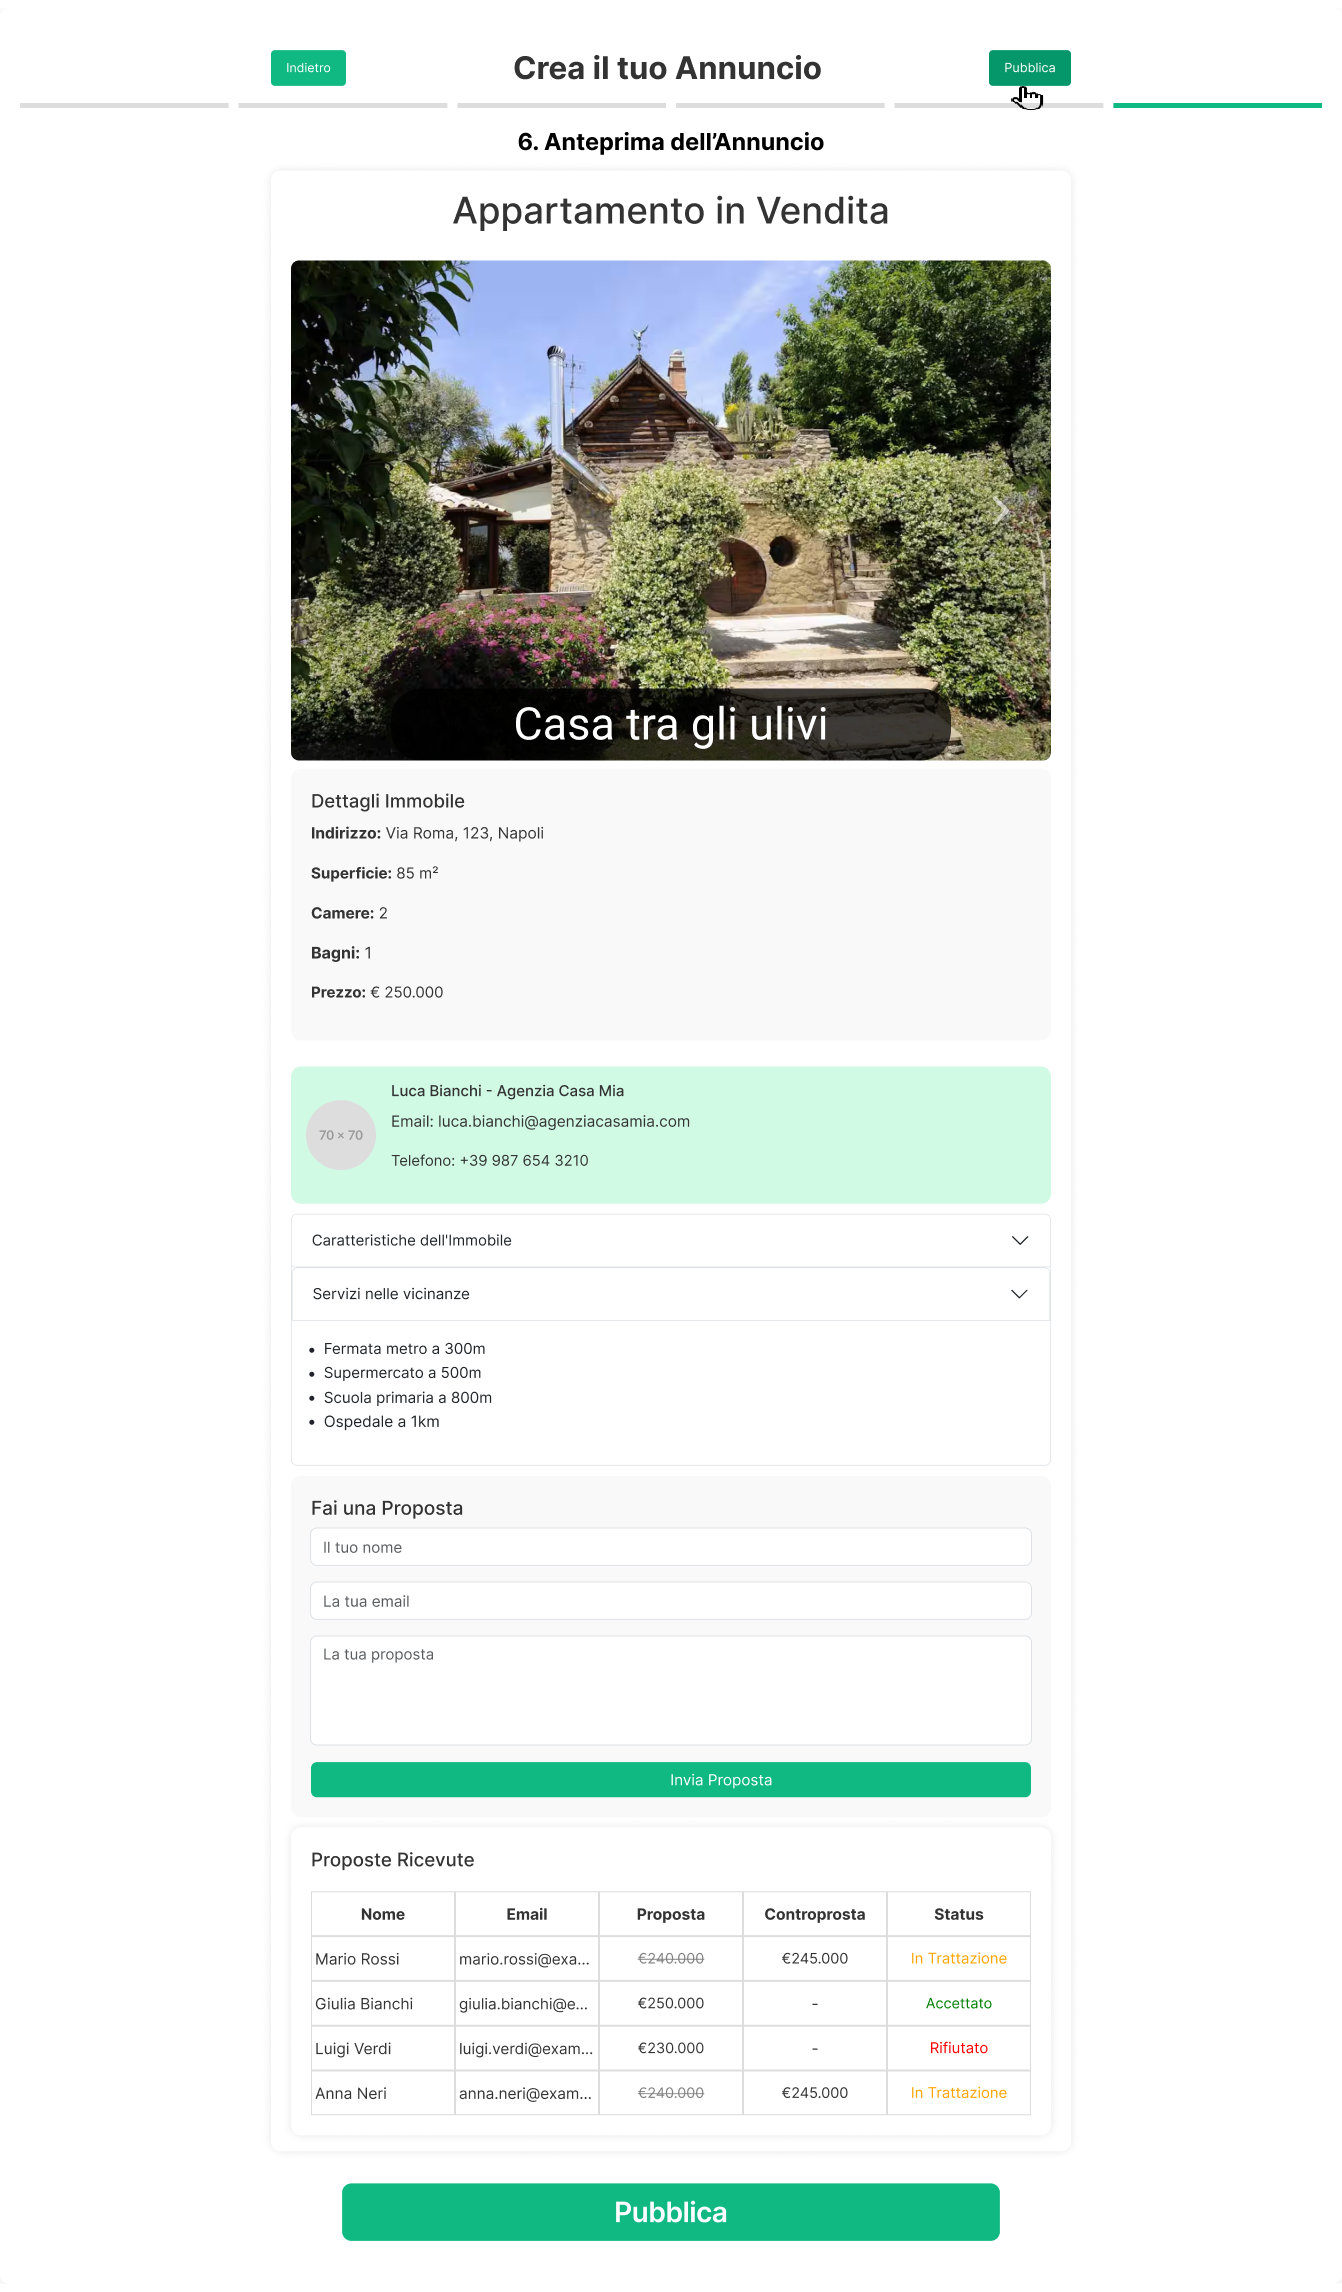 Indietro
Crea il tuo Annuncio
Pubblica
6. Anteprima dell'Annuncio
Appartamento in Vendita
Casa tra gli ulivi
Dettagli Immobile
Indirizzo: Via Roma, 123, Napoli
Superficie: 85 m²
Camere: 2
Bagni: 1
Prezzo: € 250.000
70 × 70
Luca Bianchi - Agenzia Casa Mia
Email: luca.bianchi@agenziacasamia.com
Telefono: +39 987 654 3210
Caratteristiche dell'Immobile
Servizi nelle vicinanze
• Fermata metro a 300m
• Supermercato a 500m
• Scuola primaria a 800m
• Ospedale a 1km
Fai una Proposta
Il tuo nome
La tua email
La tua proposta
Invia Proposta
Proposte Ricevute
Nome Email Proposta Controprosta Status
Mario Rossi mario.rossi@exa... €240.000 €245.000 In Trattazione
Giulia Bianchi giulia.bianchi@e... €250.000 - Accettato
Luigi Verdi luigi.verdi@exam... €230.000 - Rifiutato
Anna Neri anna.neri@exam... €240.000 €245.000 In Trattazione
Pubblica